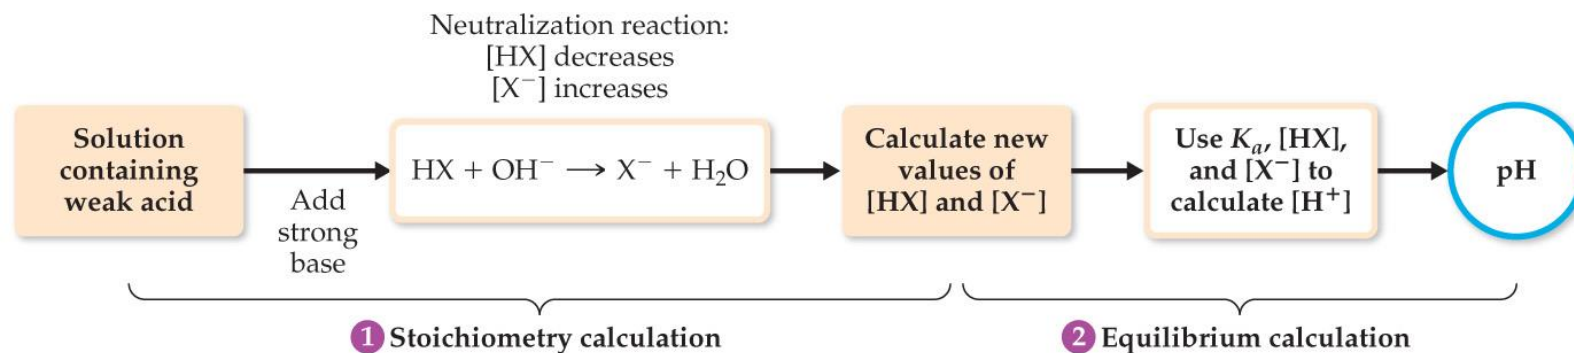 Neutralization reaction:
[HX] decreases
[X⁻] increases
Solution
containing
weak acid
Add
strong
base
HX + OH⁻ ⟶ X⁻ + H₂O
Calculate new
values of
[HX] and [X⁻]
Use Kₐ, [HX],
and [X⁻] to
calculate [H⁺]
pH
1 Stoichiometry calculation
2 Equilibrium calculation